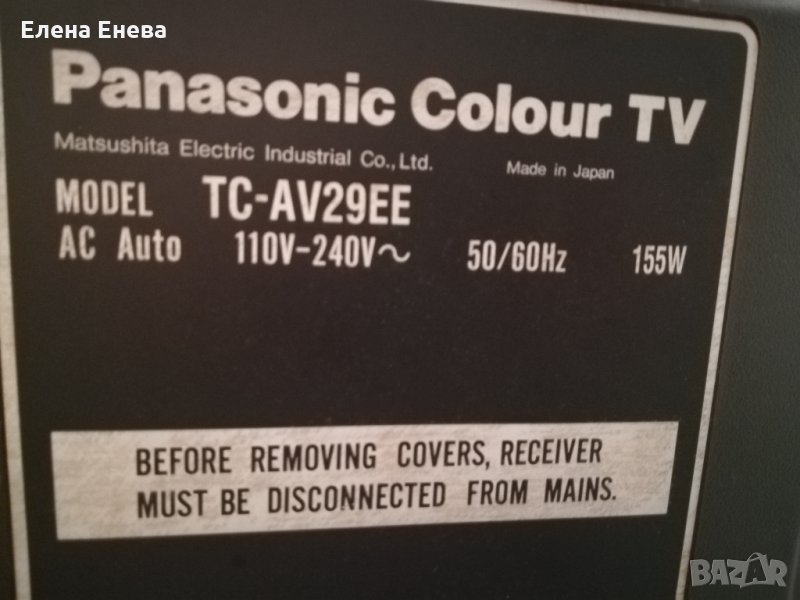 Елена Енева
Panasonic Colour TV
Matsushita Electric Industrial Co., Ltd. Made in Japan
MODEL TC-AV29EE
AC Auto 110V-240V~ 50/60Hz 155W
BEFORE REMOVING COVERS, RECEIVER
MUST BE DISCONNECTED FROM MAINS.
BAZAR